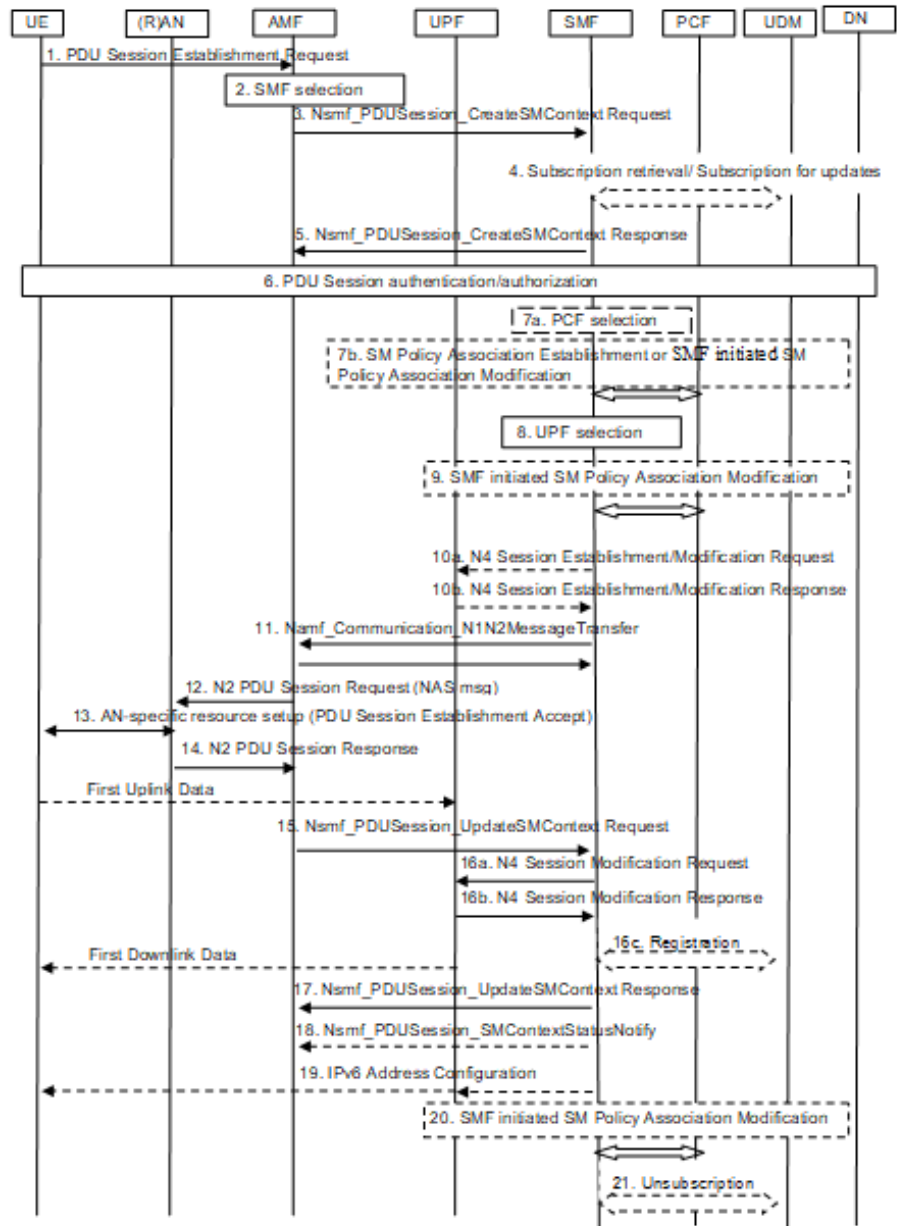 UE (R)AN AMF UPF SMF PCF UDM DN
1. PDU Session Establishment Request
2. SMF selection
3. Nsmf_PDUSession_CreateSMContext Request
4. Subscription retrieval/ Subscription for updates
5. Nsmf_PDUSession_CreateSMContext Response
6. PDU Session authentication/authorization
7a. PCF selection
7b. SM Policy Association Establishment or SMF initiated SM
Policy Association Modification
8. UPF selection
9. SMF initiated SM Policy Association Modification
10a. N4 Session Establishment/Modification Request
10b. N4 Session Establishment/Modification Response
11. Namf_Communication_N1N2MessageTransfer
12. N2 PDU Session Request (NAS msg)
13. AN-specific resource setup (PDU Session Establishment Accept)
14. N2 PDU Session Response
First Uplink Data
15. Nsmf_PDUSession_UpdateSMContext Request
16a. N4 Session Modification Request
16b. N4 Session Modification Response
16c. Registration
First Downlink Data
17. Nsmf_PDUSession_UpdateSMContext Response
18. Nsmf_PDUSession_SMContextStatusNotify
19. IPv6 Address Configuration
20. SMF initiated SM Policy Association Modification
21. Unsubscription